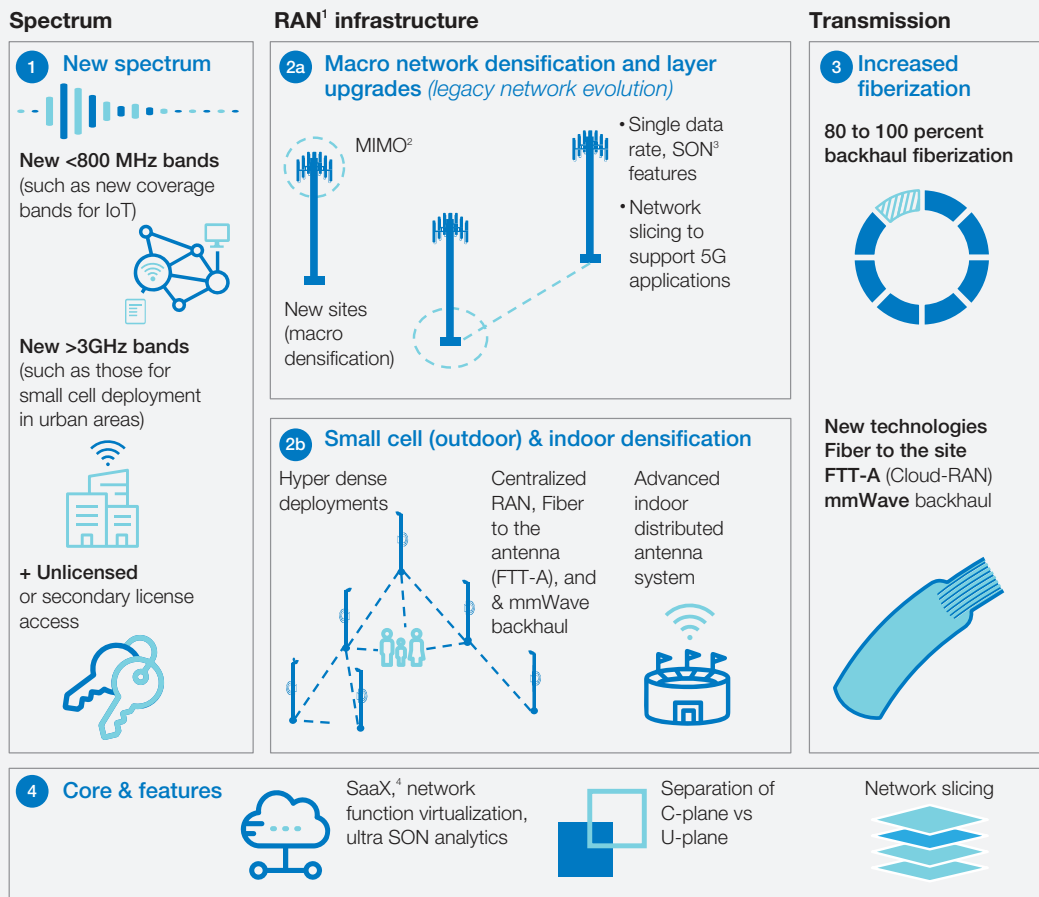 Spectrum
1 New spectrum
New <800 MHz bands
(such as new coverage
bands for IoT)
New >3GHz bands
(such as those for
small cell deployment
in urban areas)
+ Unlicensed
or secondary license
access
RAN¹ infrastructure
2a Macro network densification and layer
upgrades (legacy network evolution)
MIMO²
New sites
(macro
densification)
• Single data
rate, SON³
features
• Network
slicing to
support 5G
applications
2b Small cell (outdoor) & indoor densification
Hyper dense
deployments
Centralized
RAN, Fiber
to the
antenna
(FTT-A), and
& mmWave
backhaul
Advanced
indoor
distributed
antenna
system
Transmission
3 Increased
fiberization
80 to 100 percent
backhaul fiberization
New technologies
Fiber to the site
FTT-A (Cloud-RAN)
mmWave backhaul
4 Core & features
SaaX,⁴ network
function virtualization,
ultra SON analytics
Separation of
C-plane vs
U-plane
Network slicing